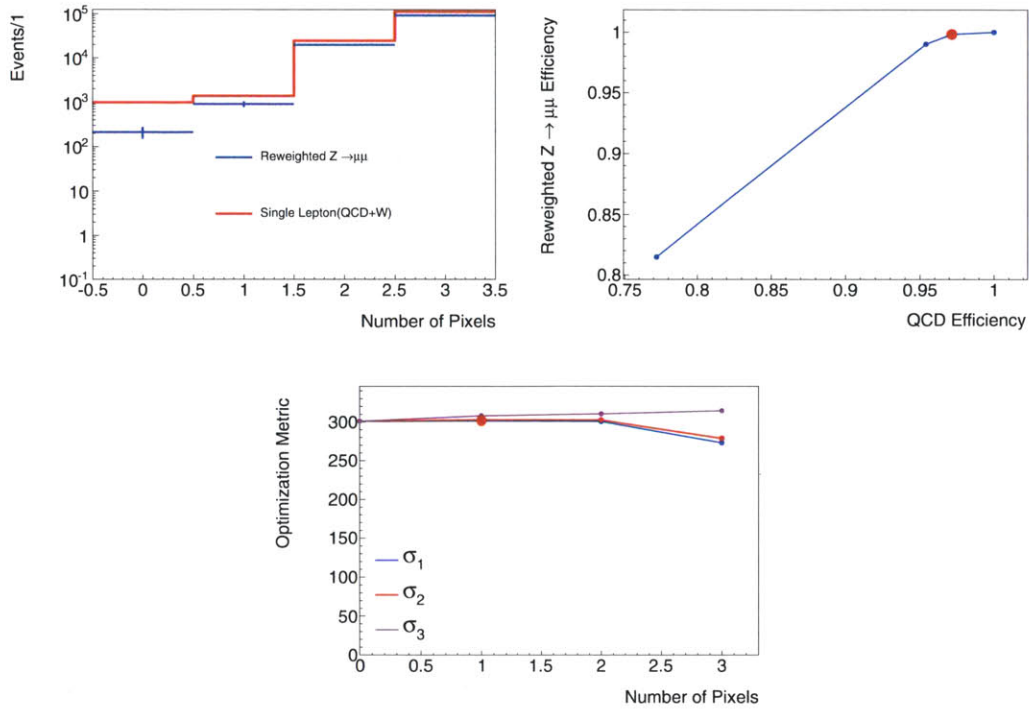 Events/1
10^5
10^4
10^3
10^2
10
1
10^-1
-0.5 0 0.5 1 1.5 2 2.5 3 3.5
Number of Pixels
Reweighted Z →μμ
Single Lepton(QCD+W)
Reweighted Z → μμ Efficiency
1
0.95
0.9
0.85
0.8
0.75 0.8 0.85 0.9 0.95 1
QCD Efficiency
Optimization Metric
300
250
200
150
100
50
0
σ1
σ2
σ3
0 0.5 1 1.5 2 2.5 3
Number of Pixels